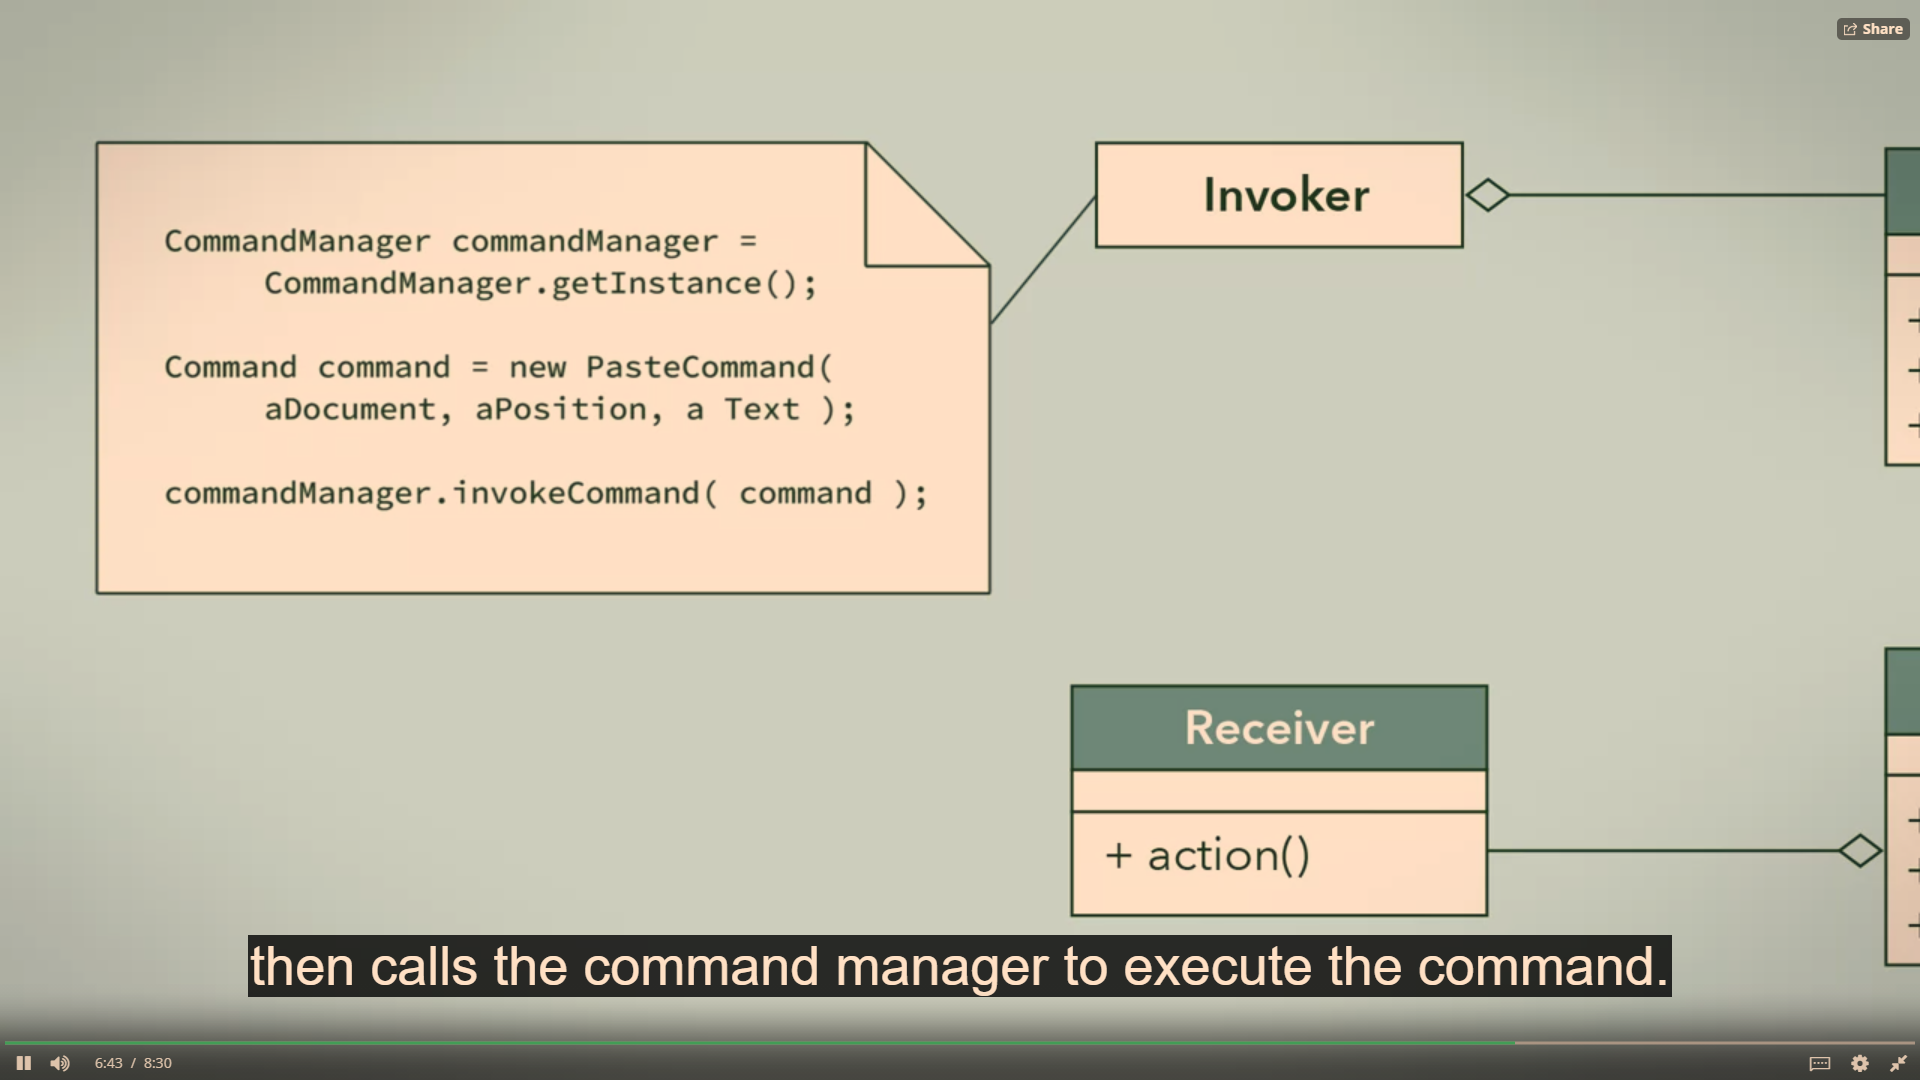 Share
CommandManager commandManager =
CommandManager.getInstance();
Command command = new PasteCommand(
aDocument, aPosition, a Text );
commandManager.invokeCommand( command );
Invoker
+
+
+
Receiver
+ action()
+
+
+
then calls the command manager to execute the command.
6:43 / 8:30